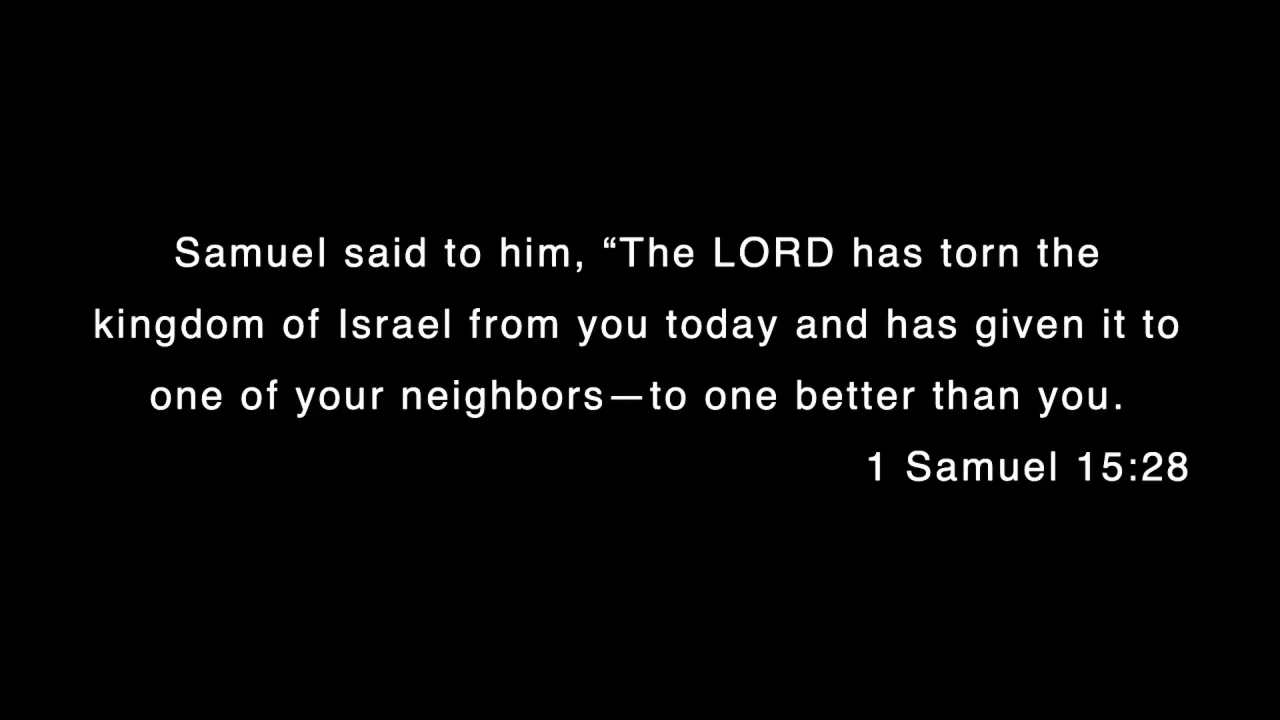 Samuel said to him, “The LORD has torn the
kingdom of Israel from you today and has given it to
one of your neighbors—to one better than you.
1 Samuel 15:28